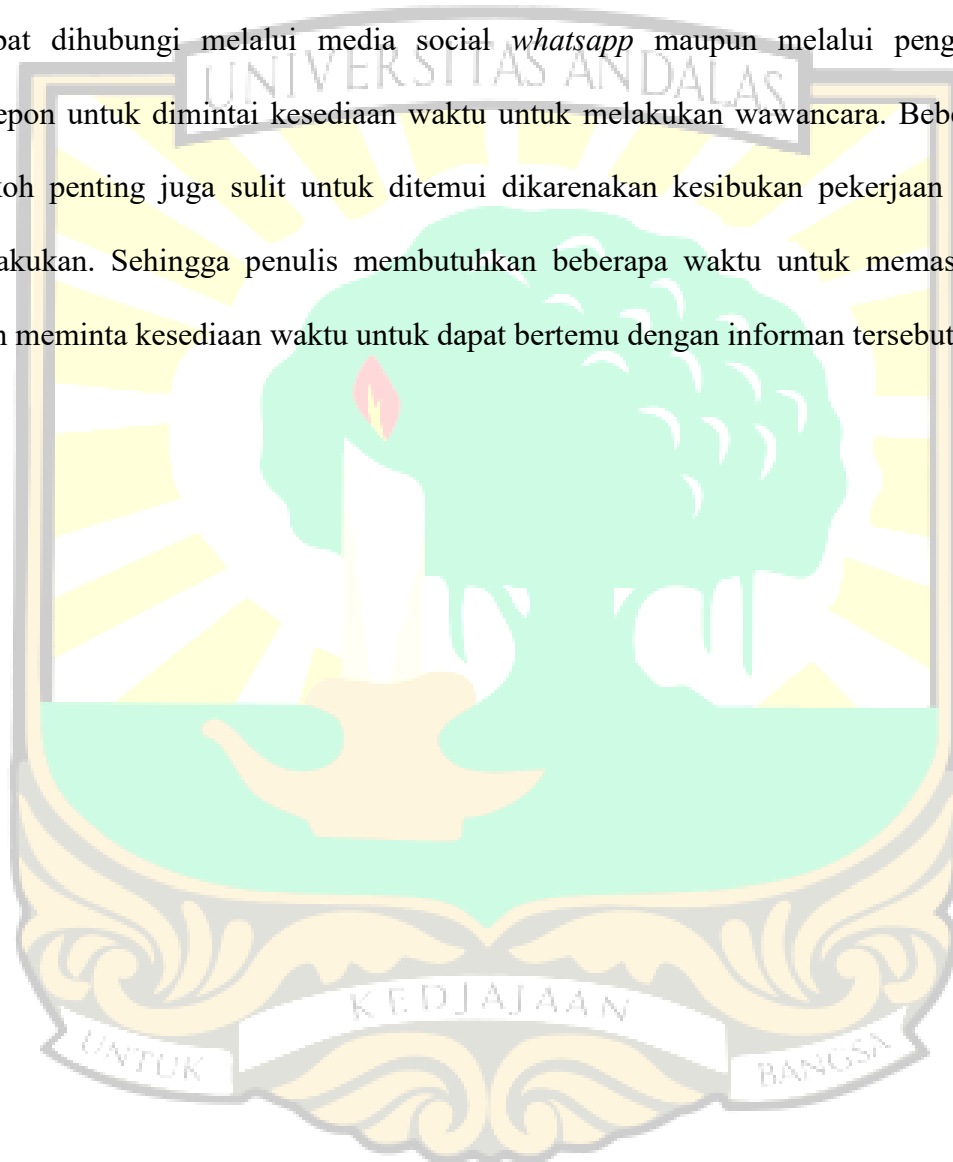 pat dihubungi melalui media social whatsapp maupun melalui peng
epon untuk dimintai kesediaan waktu untuk melakukan wawancara. Bebe
koh penting juga sulit untuk ditemui dikarenakan kesibukan pekerjaan
akukan. Sehingga penulis membutuhkan beberapa waktu untuk memas
n meminta kesediaan waktu untuk dapat bertemu dengan informan tersebut
UNIVERSITAS ANDALAS
UNTUK KEDJAJAAN BANGSA